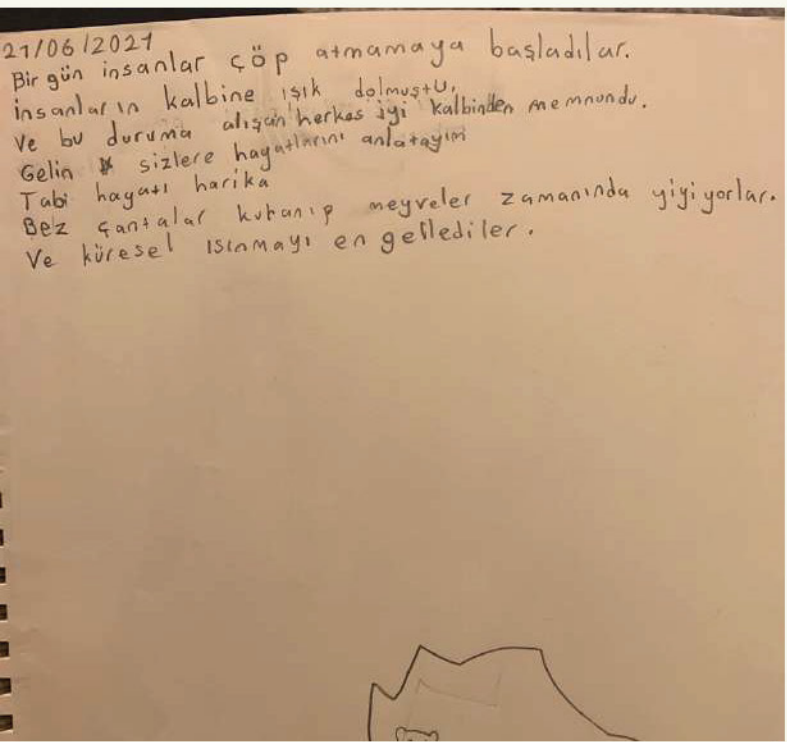 21/06/2021
Bir gün insanlar çöp atmamaya başladılar.
insanların kalbine ışık dolmuştu,
Ve bu duruma alışan herkes iyi kalbinden memnundu.
Gelin sizlere hayatlarını anlatayım
Tabi hayatı harika
Bez çantalar kullanıp meyveler zamanında yiyiyorlar.
Ve küresel ısınmayı engellediler.